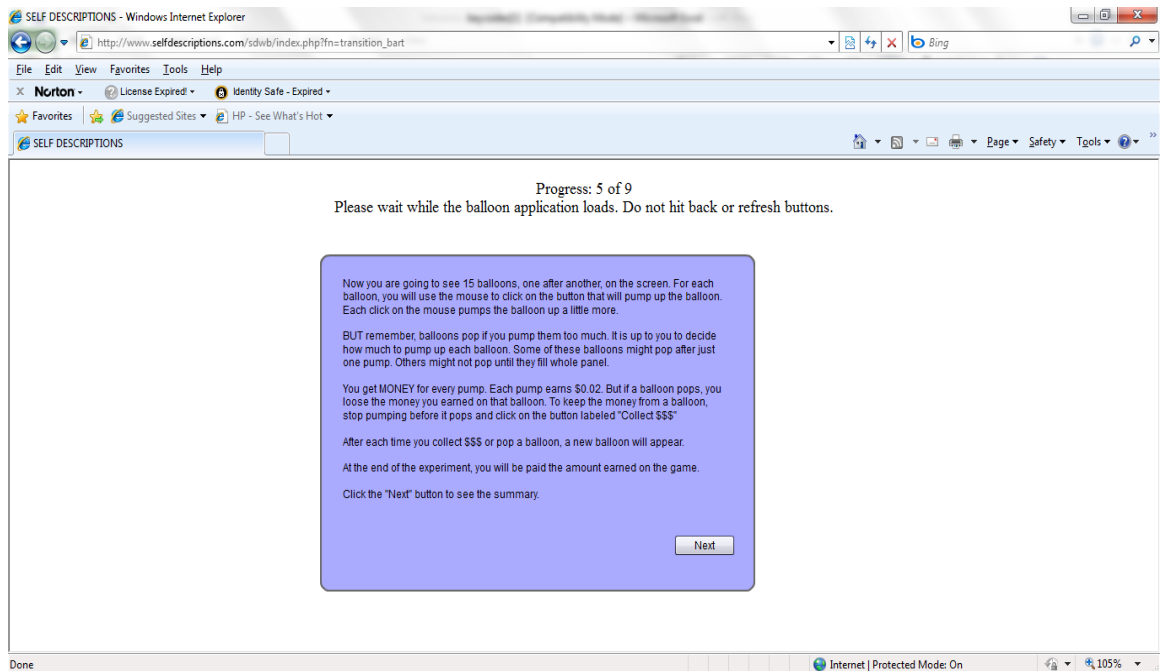 SELF DESCRIPTIONS - Windows Internet Explorer
http://www.selfdescriptions.com/sdwb/index.php?fn=transition_bart
Bing
File Edit View Favorites Tools Help
x Norton - License Expired! - Identity Safe - Expired -
Favorites Suggested Sites HP - See What's Hot
SELF DESCRIPTIONS
Page Safety Tools
Progress: 5 of 9
Please wait while the balloon application loads. Do not hit back or refresh buttons.
Now you are going to see 15 balloons, one after another, on the screen. For each
balloon, you will use the mouse to click on the button that will pump up the balloon.
Each click on the mouse pumps the balloon up a little more.
BUT remember, balloons pop if you pump them too much. It is up to you to decide
how much to pump up each balloon. Some of these balloons might pop after just
one pump. Others might not pop until they fill whole panel.
You get MONEY for every pump. Each pump earns $0.02. But if a balloon pops, you
loose the money you earned on that balloon. To keep the money from a balloon,
stop pumping before it pops and click on the button labeled "Collect $$$"
After each time you collect $$$ or pop a balloon, a new balloon will appear.
At the end of the experiment, you will be paid the amount earned on the game.
Click the "Next" button to see the summary.
Next
Done
Internet | Protected Mode: On
105%